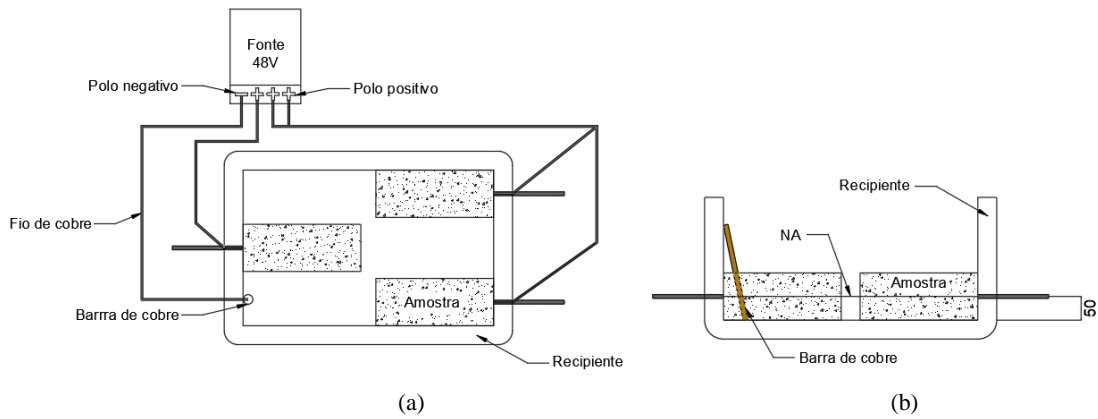 Fonte
48V
Polo negativo
Polo positivo
Fio de cobre
Amostra
Barrra de cobre
Recipiente
(a)
Recipiente
NA
Amostra
50
Barra de cobre
(b)